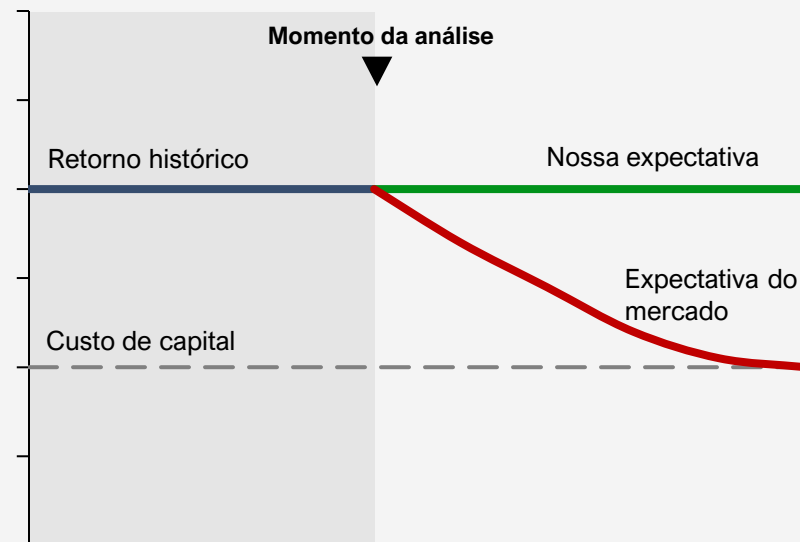 Momento da análise
Retorno histórico
Nossa expectativa
Expectativa do
mercado
Custo de capital